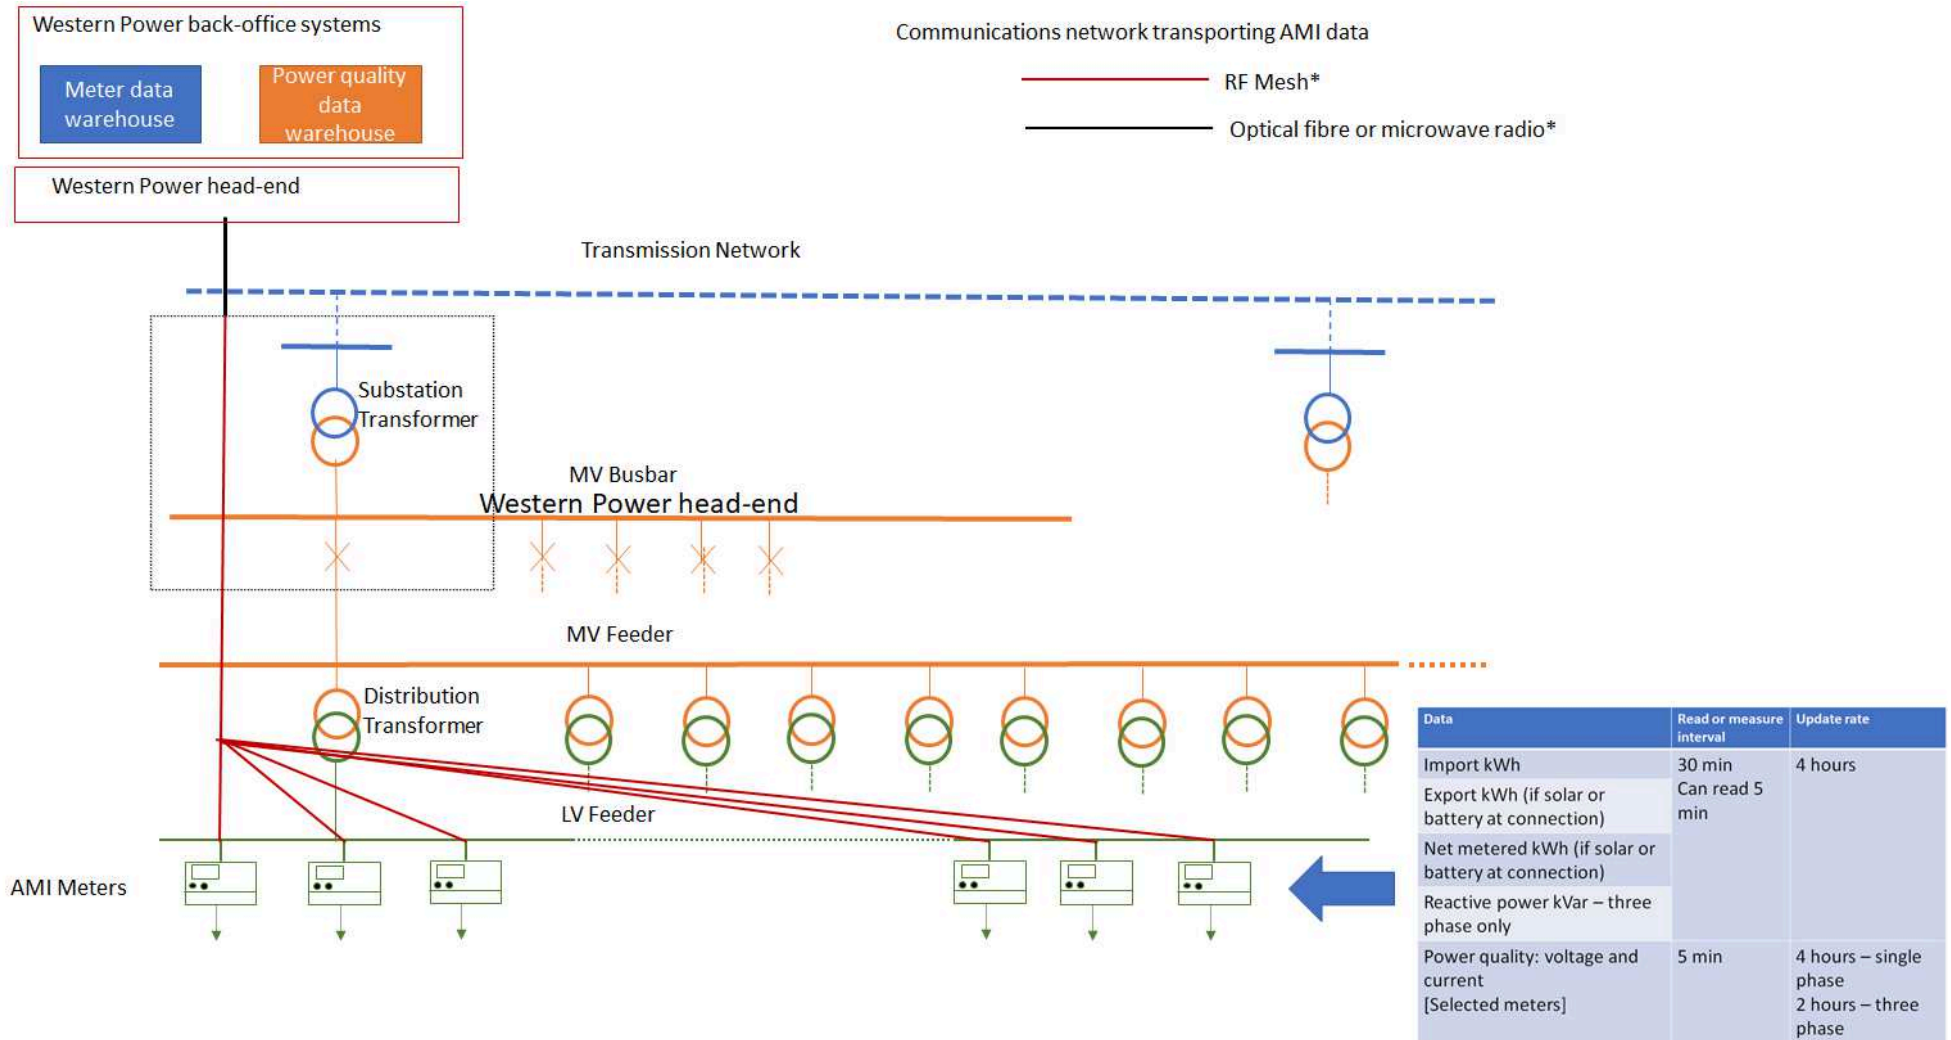 Western Power back-office systems
Meter data
warehouse
Power quality
data
warehouse
Western Power head-end
Communications network transporting AMI data
RF Mesh*
Optical fibre or microwave radio*
Transmission Network
Substation
Transformer
MV Busbar
Western Power head-end
MV Feeder
Distribution
Transformer
LV Feeder
AMI Meters
Data
Read or measure
interval
Update rate
Import kWh
30 min
Can read 5
min
4 hours
Export kWh (if solar or
battery at connection)
Net metered kWh (if solar or
battery at connection)
Reactive power kVar – three
phase only
Power quality: voltage and
current
[Selected meters]
5 min
4 hours – single
phase
2 hours – three
phase